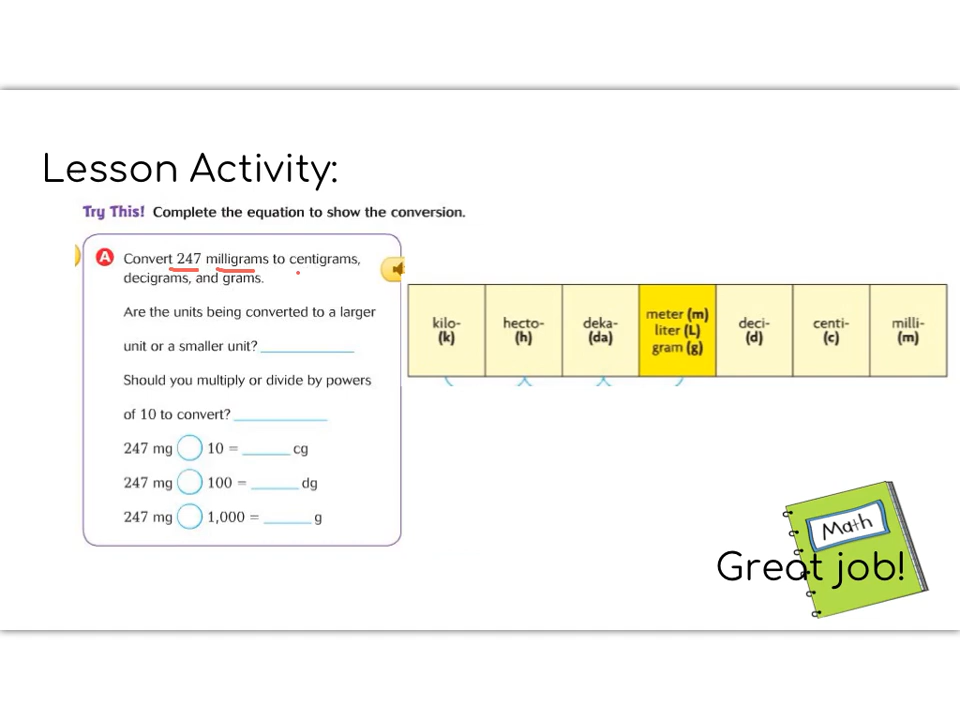 Lesson Activity:
Try This! Complete the equation to show the conversion.
A Convert 247 milligrams to centigrams,
decigrams, and grams.
Are the units being converted to a larger
unit or a smaller unit?
Should you multiply or divide by powers
of 10 to convert?
247 mg 10 = cg
247 mg 100 = dg
247 mg 1,000 = g
kilo-
(k)
hecto-
(h)
deka-
(da)
meter (m)
liter (L)
gram (g)
deci-
(d)
centi-
(c)
milli-
(m)
Math
Great job!